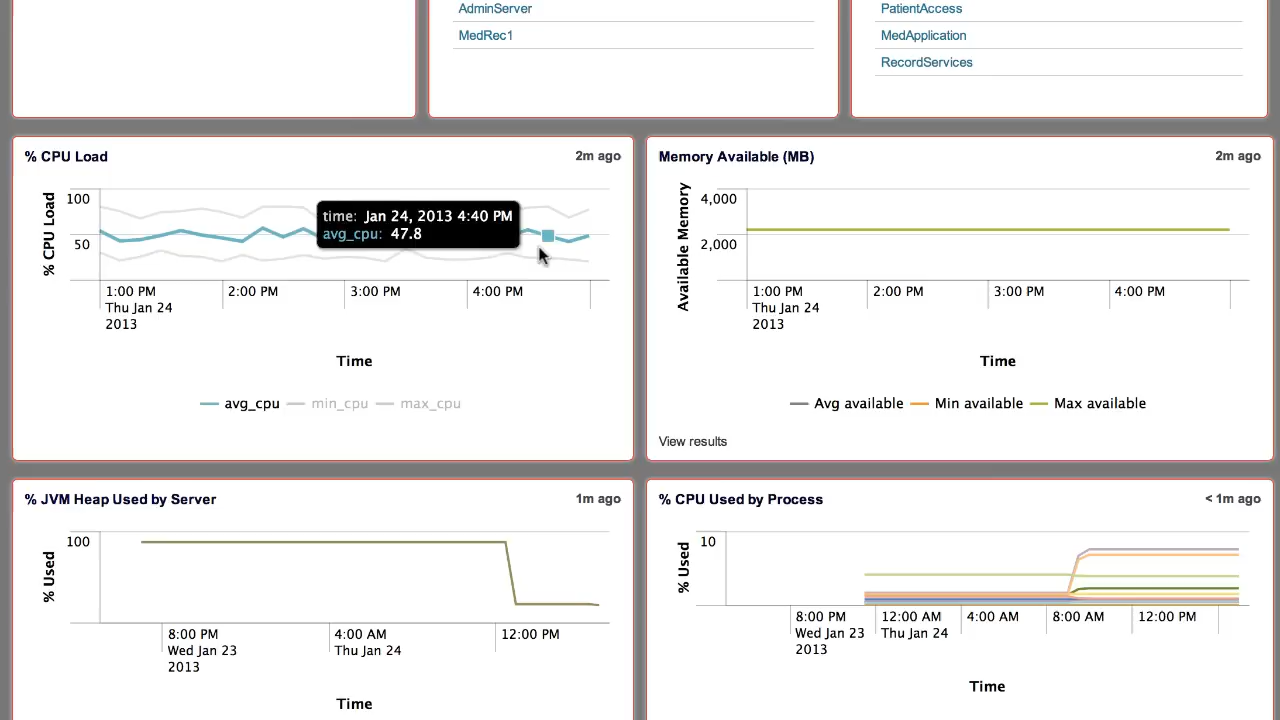 AdminServer
MedRec1
PatientAccess
MedApplication
RecordServices
% CPU Load
2m ago
% CPU Load
100
50
time: Jan 24, 2013 4:40 PM
avg_cpu: 47.8
1:00 PM
Thu Jan 24
2013
2:00 PM
3:00 PM
4:00 PM
Time
avg_cpu
min_cpu
max_cpu
Memory Available (MB)
2m ago
Available Memory
4,000
2,000
1:00 PM
Thu Jan 24
2013
2:00 PM
3:00 PM
4:00 PM
Time
Avg available
Min available
Max available
View results
% JVM Heap Used by Server
1m ago
% Used
100
8:00 PM
Wed Jan 23
2013
4:00 AM
Thu Jan 24
12:00 PM
Time
% CPU Used by Process
< 1m ago
% Used
10
8:00 PM
Wed Jan 23
2013
12:00 AM
Thu Jan 24
4:00 AM
8:00 AM
12:00 PM
Time